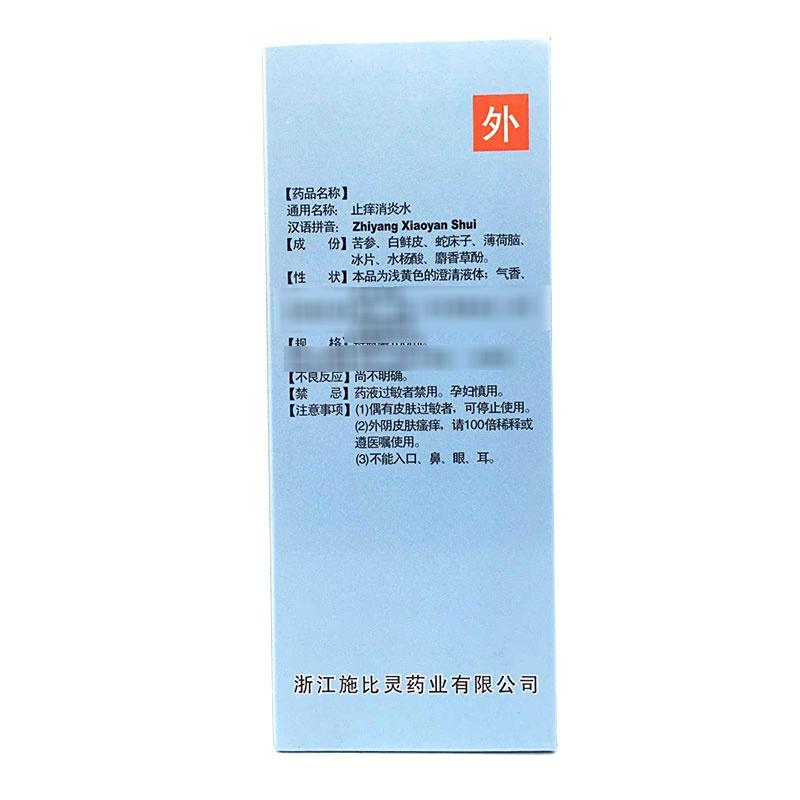 外
【药品名称】
通用名称：止痒消炎水
汉语拼音：Zhiyang Xiaoyan Shui
【成 份】苦参、白鲜皮、蛇床子、薄荷脑、
冰片、水杨酸、麝香草酚。
【性 状】本品为浅黄色的澄清液体；气香、
【规 格】
【不良反应】尚不明确。
【禁 忌】药液过敏者禁用。孕妇慎用。
【注意事项】(1)偶有皮肤过敏者，可停止使用。
(2)外阴皮肤瘙痒，请100倍稀释或
遵医嘱使用。
(3)不能入口、鼻、眼、耳。
浙江施比灵药业有限公司